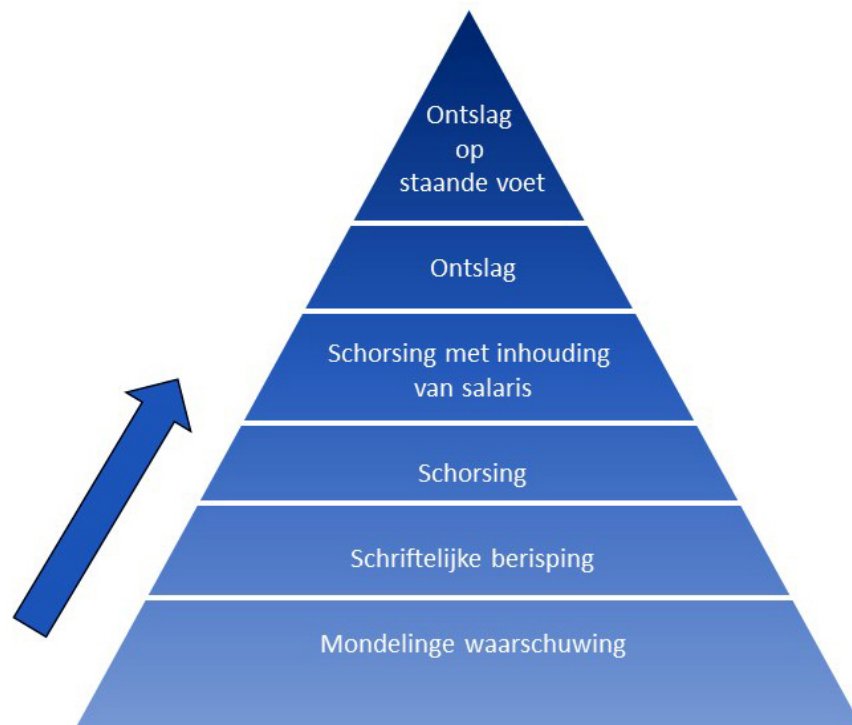 Ontslag
op
staande voet
Ontslag
Schorsing met inhouding
van salaris
Schorsing
Schriftelijke berisping
Mondelinge waarschuwing